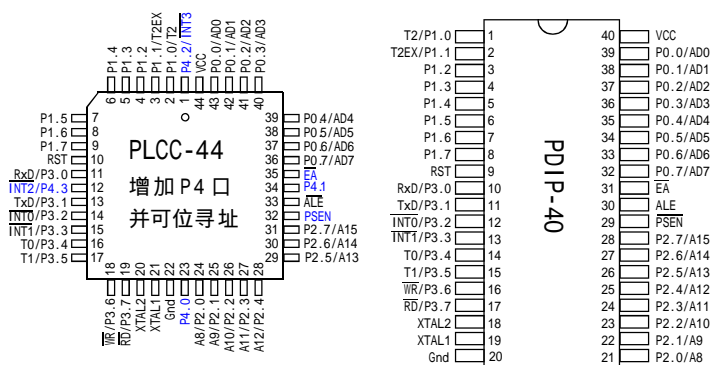 P1.4
P1.3
P1.2
P1.1/T2EX
P1.0/T2
P4.2/INT3
VCC
P0.0/AD0
P0.1/AD1
P0.2/AD2
P0.3/AD3
6 5 4 3 2 1 44 43 42 41 40
P1.5 7
P1.6 8
P1.7 9
RST 10
RxD/P3.0 11
INT2/P4.3 12
TxD/P3.1 13
INT0/P3.2 14
INT1/P3.3 15
T0/P3.4 16
T1/P3.5 17
PLCC-44
增加P4口
并可位寻址
39 P0.4/AD4
38 P0.5/AD5
37 P0.6/AD6
36 P0.7/AD7
35 EA
34 P4.1
33 ALE
32 PSEN
31 P2.7/A15
30 P2.6/A14
29 P2.5/A13
18 19 20 21 22 23 24 25 26 27 28
WR/P3.6
RD/P3.7
XTAL2
XTAL1
Gnd
P4.0
A8/P2.0
A9/P2.1
A10/P2.2
A11/P2.3
A12/P2.4
T2/P1.0 1
T2EX/P1.1 2
P1.2 3
P1.3 4
P1.4 5
P1.5 6
P1.6 7
P1.7 8
RST 9
RxD/P3.0 10
TxD/P3.1 11
INT0/P3.2 12
INT1/P3.3 13
T0/P3.4 14
T1/P3.5 15
WR/P3.6 16
RD/P3.7 17
XTAL2 18
XTAL1 19
Gnd 20
PDIP-40
40 VCC
39 P0.0/AD0
38 P0.1/AD1
37 P0.2/AD2
36 P0.3/AD3
35 P0.4/AD4
34 P0.5/AD5
33 P0.6/AD6
32 P0.7/AD7
31 EA
30 ALE
29 PSEN
28 P2.7/A15
27 P2.6/A14
26 P2.5/A13
25 P2.4/A12
24 P2.3/A11
23 P2.2/A10
22 P2.1/A9
21 P2.0/A8